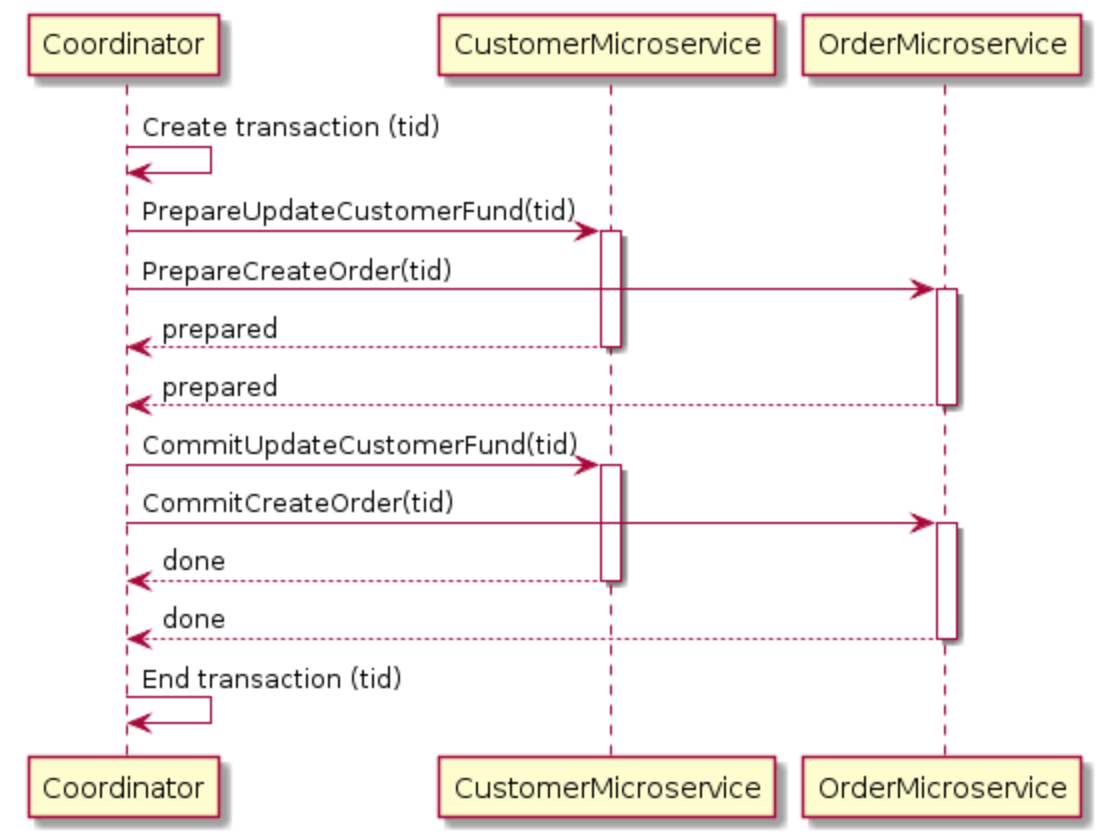 Coordinator
CustomerMicroservice
OrderMicroservice
Create transaction (tid)
PrepareUpdateCustomerFund(tid)
PrepareCreateOrder(tid)
prepared
prepared
CommitUpdateCustomerFund(tid)
CommitCreateOrder(tid)
done
done
End transaction (tid)
Coordinator
CustomerMicroservice
OrderMicroservice